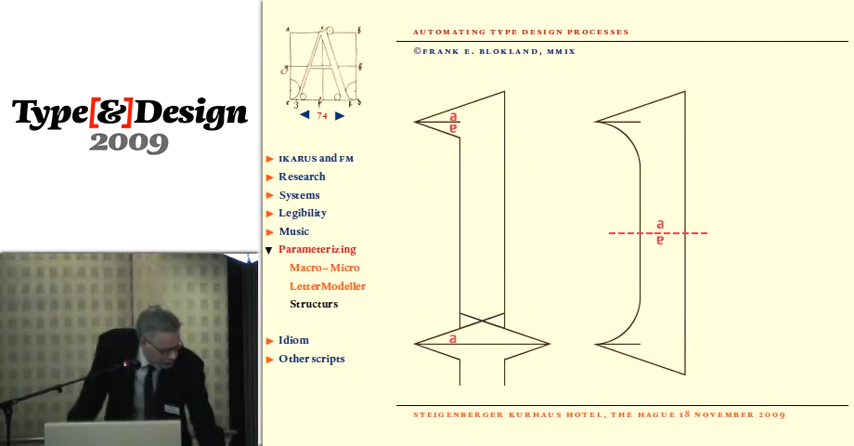 Type[&]Design
2009
74
IKARUS and FM
Research
Systems
Legibility
Music
Parameterizing
Macro–Micro
LetterModeller
Structurs
Idiom
Other scripts
AUTOMATING TYPE DESIGN PROCESSES
©FRANK E. BLOKLAND, MMIX
a
a
a
a
a
STEIGENBERGER KURHAUS HOTEL, THE HAGUE 18 NOVEMBER 2009